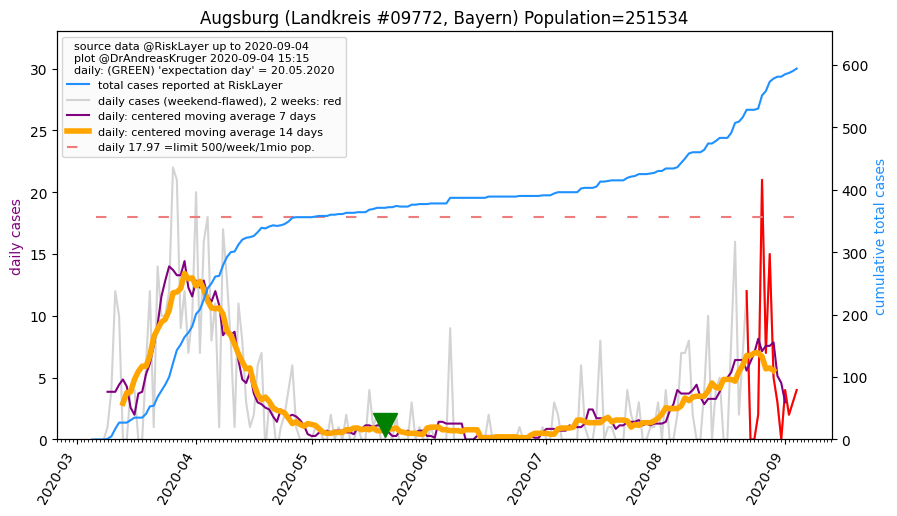 Augsburg (Landkreis #09772, Bayern) Population=251534
source data @RiskLayer up to 2020-09-04
plot @DrAndreasKruger 2020-09-04 15:15
daily: (GREEN) 'expectation day' = 20.05.2020
total cases reported at RiskLayer
daily cases (weekend-flawed), 2 weeks: red
daily: centered moving average 7 days
daily: centered moving average 14 days
daily 17.97 =limit 500/week/1mio pop.
daily cases
30
25
20
15
10
5
0
cumulative total cases
600
500
400
300
200
100
0
2020-03
2020-04
2020-05
2020-06
2020-07
2020-08
2020-09